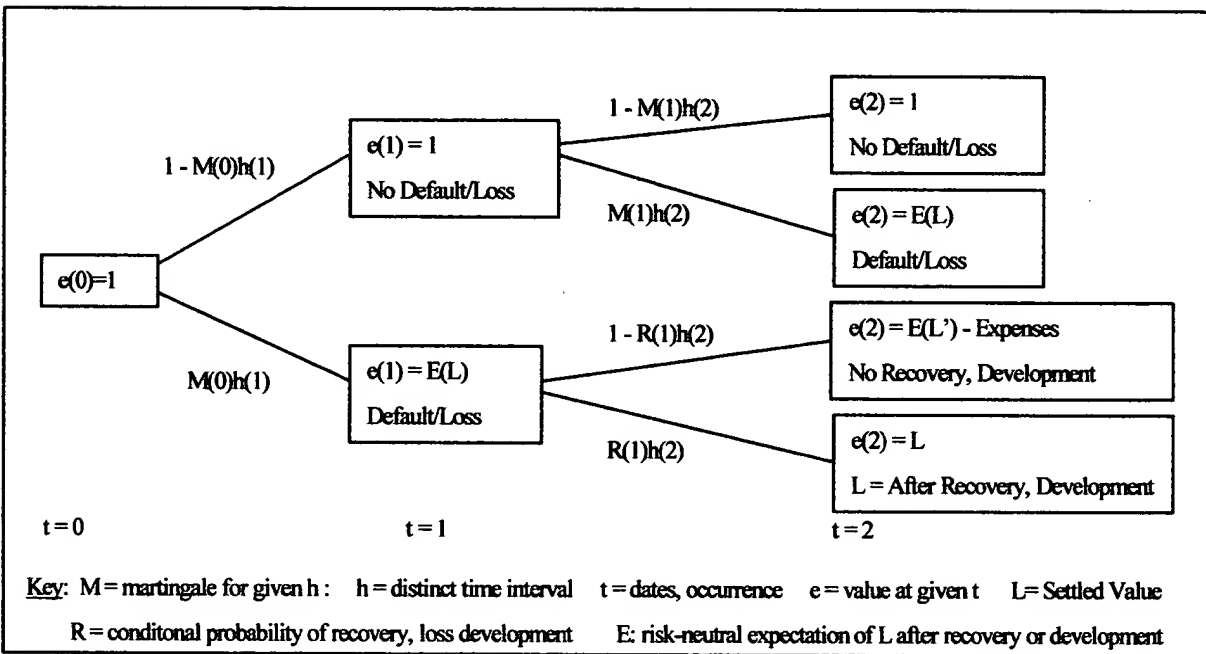 1 - M(1)h(2)
e(2) = 1
No Default/Loss
1 - M(0)h(1)
e(1) = 1
No Default/Loss
M(1)h(2)
e(2) = E(L)
Default/Loss
e(0)=1
1 - R(1)h(2)
e(2) = E(L') - Expenses
No Recovery, Development
M(0)h(1)
e(1) = E(L)
Default/Loss
R(1)h(2)
e(2) = L
L = After Recovery, Development
t = 0 t = 1 t = 2
Key: M = martingale for given h : h = distinct time interval t = dates, occurrence e = value at given t L= Settled Value
R = conditonal probability of recovery, loss development E: risk-neutral expectation of L after recovery or development